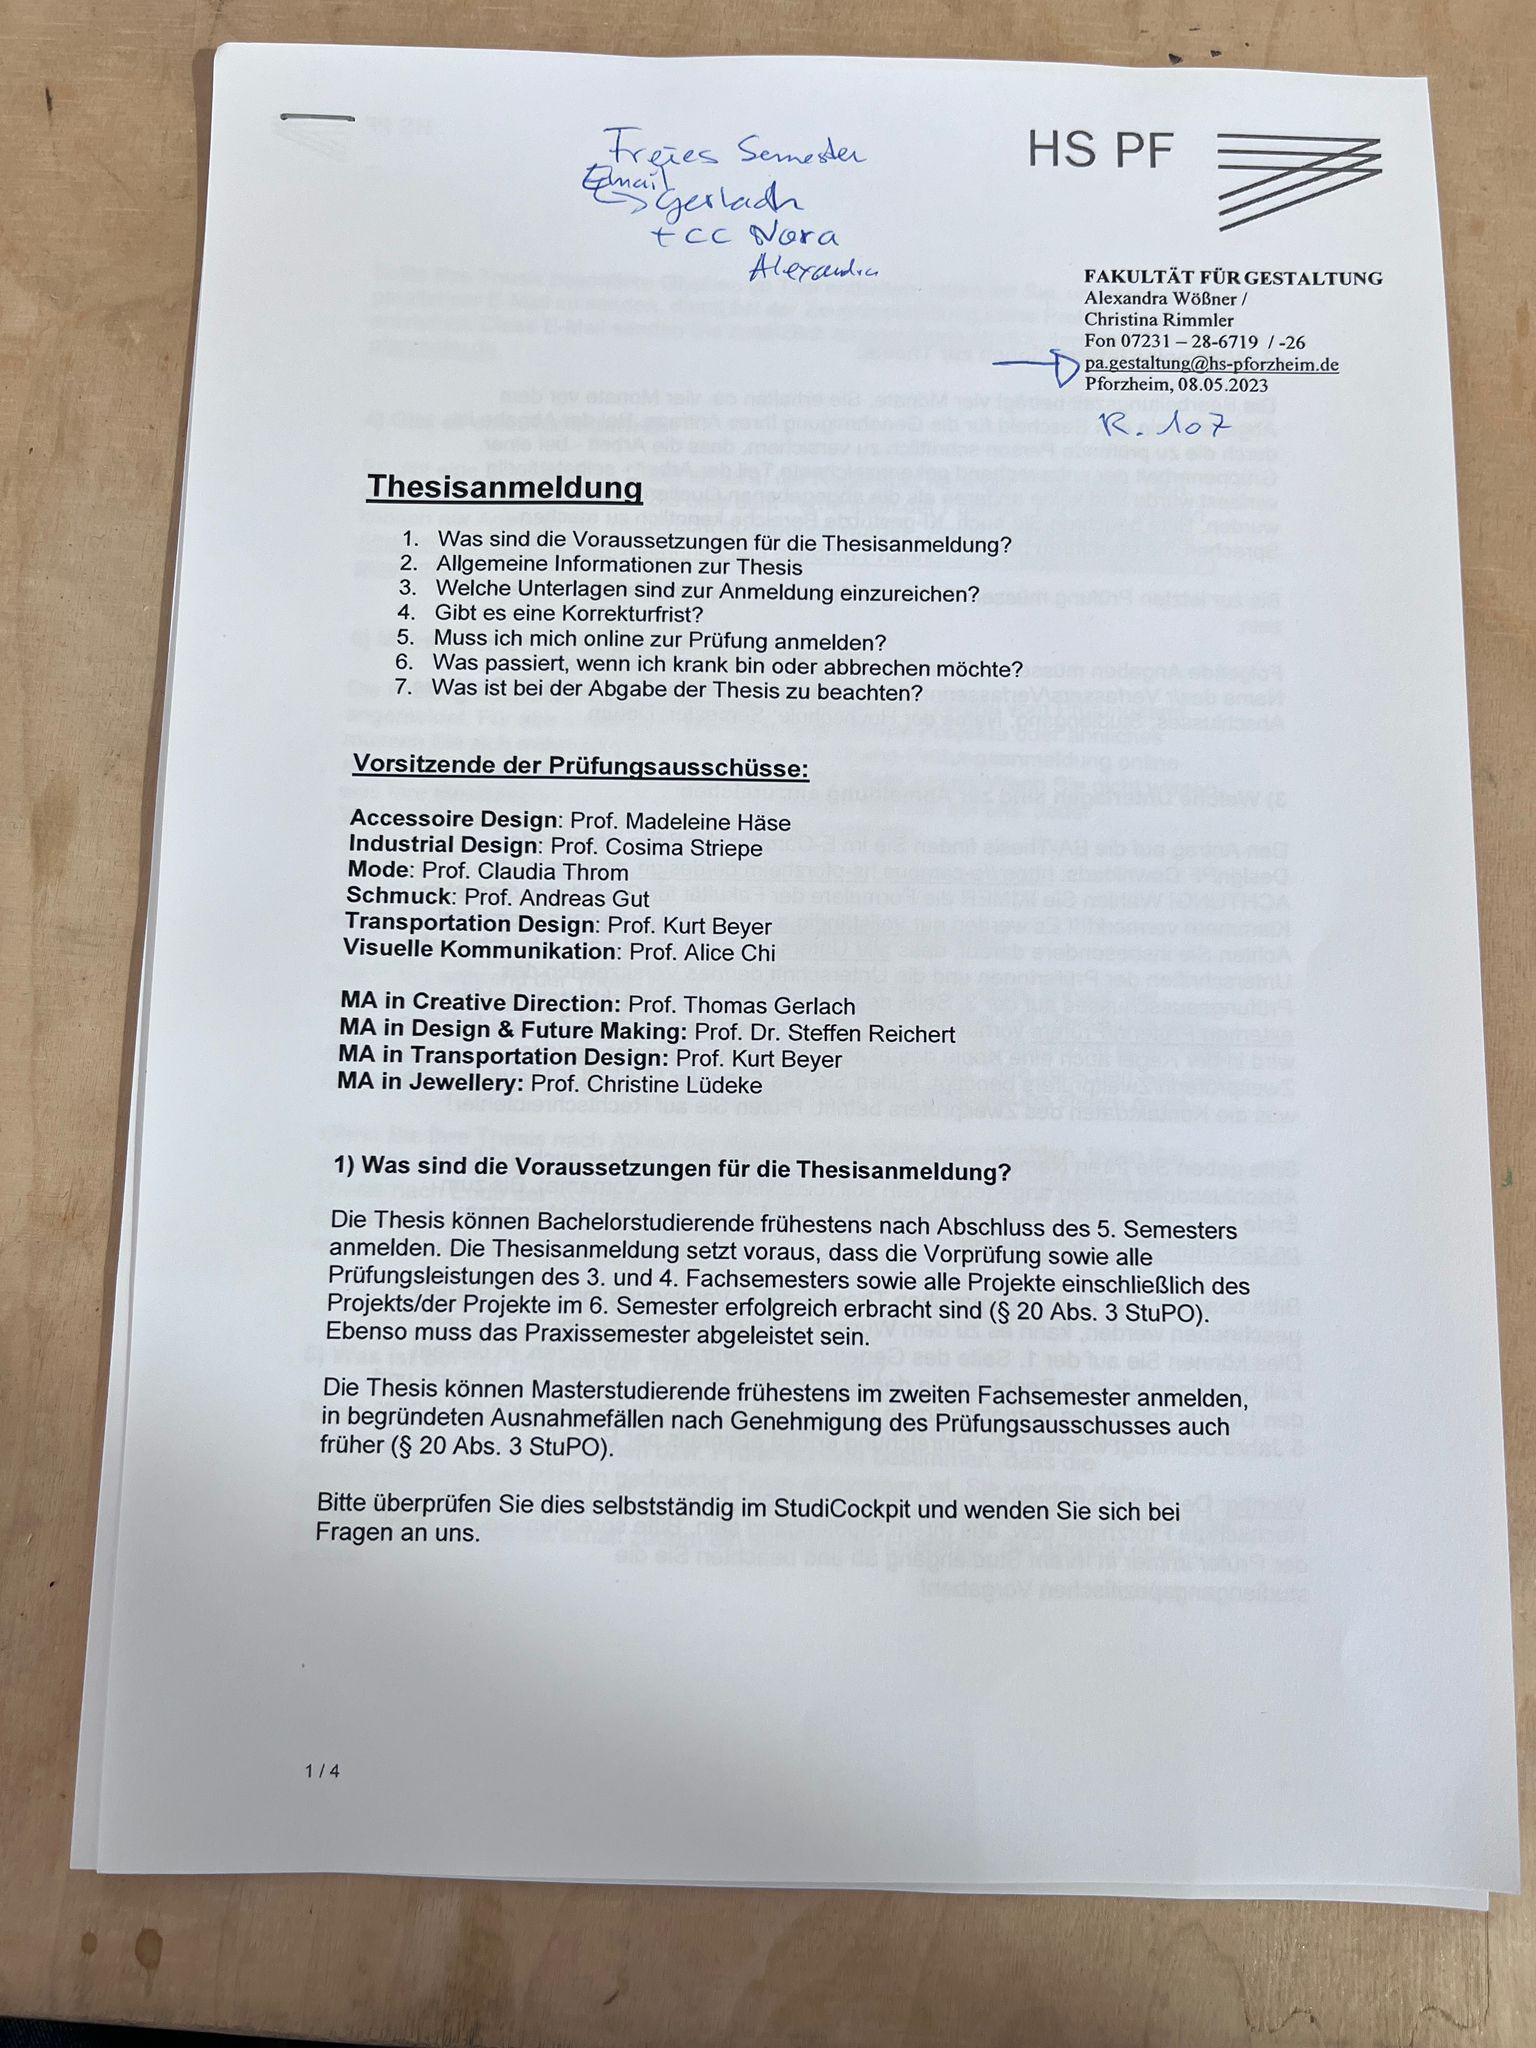 Freies Semester
Email
→ Gerlach
+ CC Nora
Alexandra
HS PF
FAKULTÄT FÜR GESTALTUNG
Alexandra Wößner /
Christina Rimmler
Fon 07231 – 28-6719 / -26
pa.gestaltung@hs-pforzheim.de
Pforzheim, 08.05.2023
R. 107
Thesisanmeldung
1. Was sind die Voraussetzungen für die Thesisanmeldung?
2. Allgemeine Informationen zur Thesis
3. Welche Unterlagen sind zur Anmeldung einzureichen?
4. Gibt es eine Korrekturfrist?
5. Muss ich mich online zur Prüfung anmelden?
6. Was passiert, wenn ich krank bin oder abbrechen möchte?
7. Was ist bei der Abgabe der Thesis zu beachten?
Vorsitzende der Prüfungsausschüsse:
Accessoire Design: Prof. Madeleine Häse
Industrial Design: Prof. Cosima Striepe
Mode: Prof. Claudia Throm
Schmuck: Prof. Andreas Gut
Transportation Design: Prof. Kurt Beyer
Visuelle Kommunikation: Prof. Alice Chi
MA in Creative Direction: Prof. Thomas Gerlach
MA in Design & Future Making: Prof. Dr. Steffen Reichert
MA in Transportation Design: Prof. Kurt Beyer
MA in Jewellery: Prof. Christine Lüdeke
1) Was sind die Voraussetzungen für die Thesisanmeldung?
Die Thesis können Bachelorstudierende frühestens nach Abschluss des 5. Semesters
anmelden. Die Thesisanmeldung setzt voraus, dass die Vorprüfung sowie alle
Prüfungsleistungen des 3. und 4. Fachsemesters sowie alle Projekte einschließlich des
Projekts/der Projekte im 6. Semester erfolgreich erbracht sind (§ 20 Abs. 3 StuPO).
Ebenso muss das Praxissemester abgeleistet sein.
Die Thesis können Masterstudierende frühestens im zweiten Fachsemester anmelden,
in begründeten Ausnahmefällen nach Genehmigung des Prüfungsausschusses auch
früher (§ 20 Abs. 3 StuPO).
Bitte überprüfen Sie dies selbstständig im StudiCockpit und wenden Sie sich bei
Fragen an uns.
1 / 4